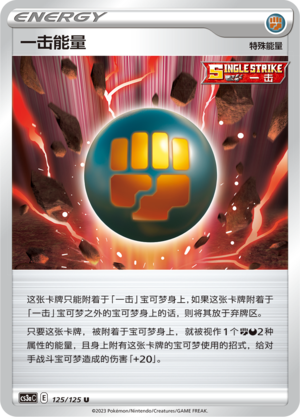 ENERGY
一击能量
特殊能量
SINGLE STRIKE
一击
这张卡牌只能附着于「一击」宝可梦身上,如果这张卡牌附着于
「一击」宝可梦之外的宝可梦身上的话,则将其放于弃牌区。
只要这张卡牌,被附着于宝可梦身上,就被视作1个2种
属性的能量,且身上附有这张卡牌的宝可梦使用的招式,给对
手战斗宝可梦造成的伤害「+20」。
CS3aC E 125/125 U
©2023 Pokémon/Nintendo/Creatures/GAME FREAK.